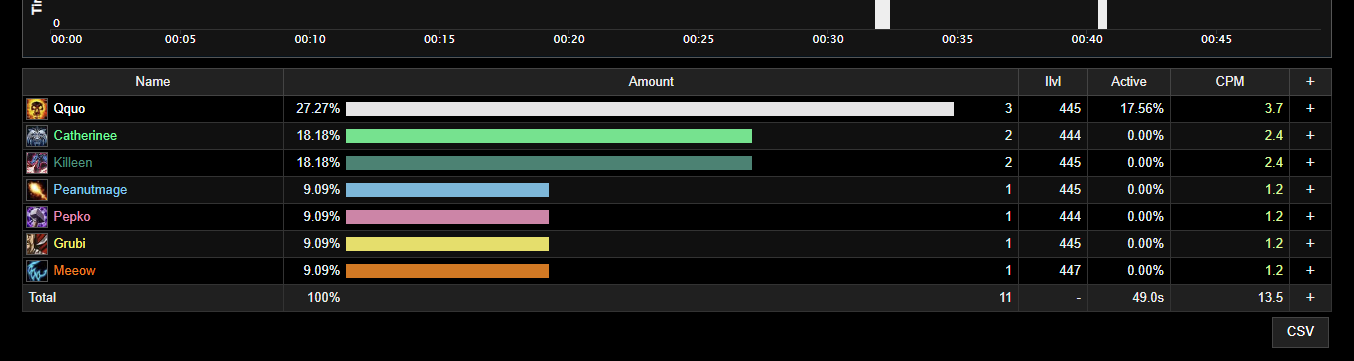 Tir
0
00:00 00:05 00:10 00:15 00:20 00:25 00:30 00:35 00:40 00:45
Name Amount Ilvl Active CPM +
Qquo 27.27% 3 445 17.56% 3.7 +
Catherinee 18.18% 2 444 0.00% 2.4 +
Killeen 18.18% 2 445 0.00% 2.4 +
Peanutmage 9.09% 1 445 0.00% 1.2 +
Pepko 9.09% 1 444 0.00% 1.2 +
Grubi 9.09% 1 445 0.00% 1.2 +
Meeow 9.09% 1 447 0.00% 1.2 +
Total 100% 11 - 49.0s 13.5 +
CSV